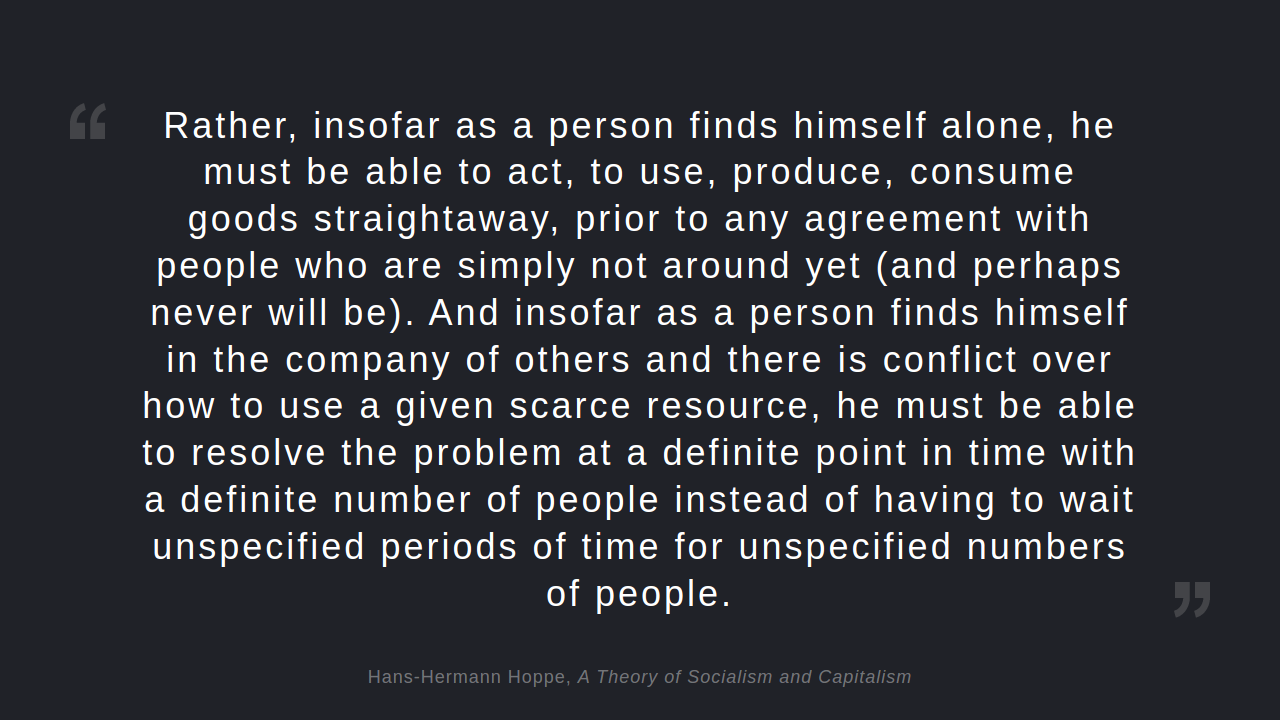 “
Rather, insofar as a person finds himself alone, he
must be able to act, to use, produce, consume
goods straightaway, prior to any agreement with
people who are simply not around yet (and perhaps
never will be). And insofar as a person finds himself
in the company of others and there is conflict over
how to use a given scarce resource, he must be able
to resolve the problem at a definite point in time with
a definite number of people instead of having to wait
unspecified periods of time for unspecified numbers
of people.
”
Hans-Hermann Hoppe, A Theory of Socialism and Capitalism